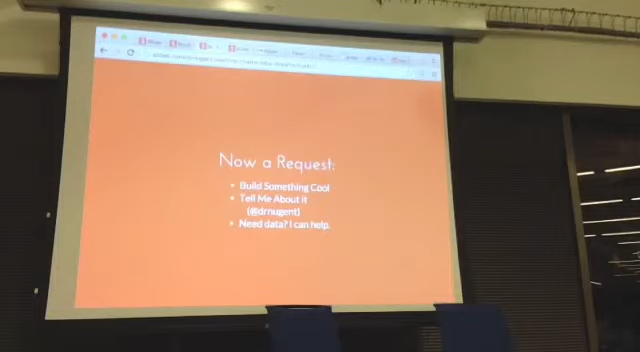 Now a Request:
• Build Something Cool
• Tell Me About it
(@drnugent)
• Need data? I can help.